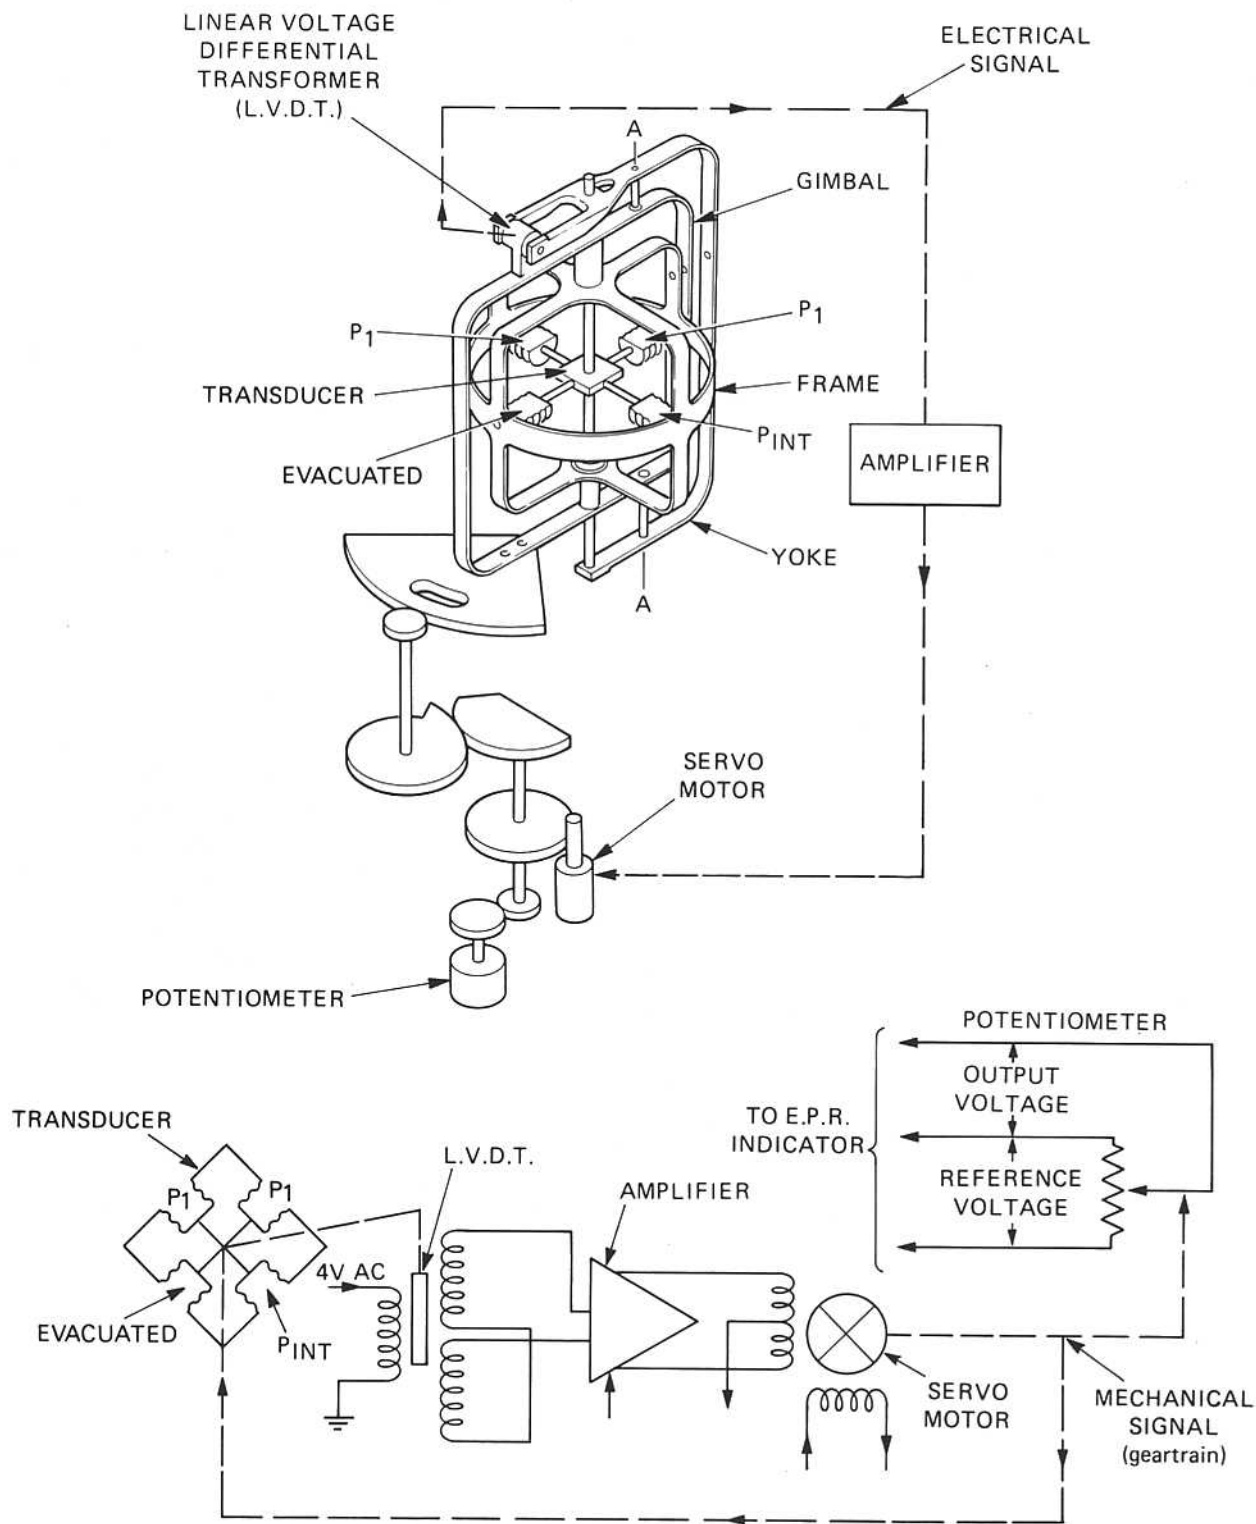 LINEAR VOLTAGE
DIFFERENTIAL
TRANSFORMER
(L.V.D.T.)
ELECTRICAL
SIGNAL
A
GIMBAL
P1
P1
TRANSDUCER
FRAME
EVACUATED
PINT
AMPLIFIER
YOKE
A
SERVO
MOTOR
POTENTIOMETER
POTENTIOMETER
OUTPUT
VOLTAGE
TO E.P.R.
INDICATOR
REFERENCE
VOLTAGE
TRANSDUCER
L.V.D.T.
P1
P1
AMPLIFIER
4V AC
EVACUATED
PINT
SERVO
MOTOR
MECHANICAL
SIGNAL
(geartrain)